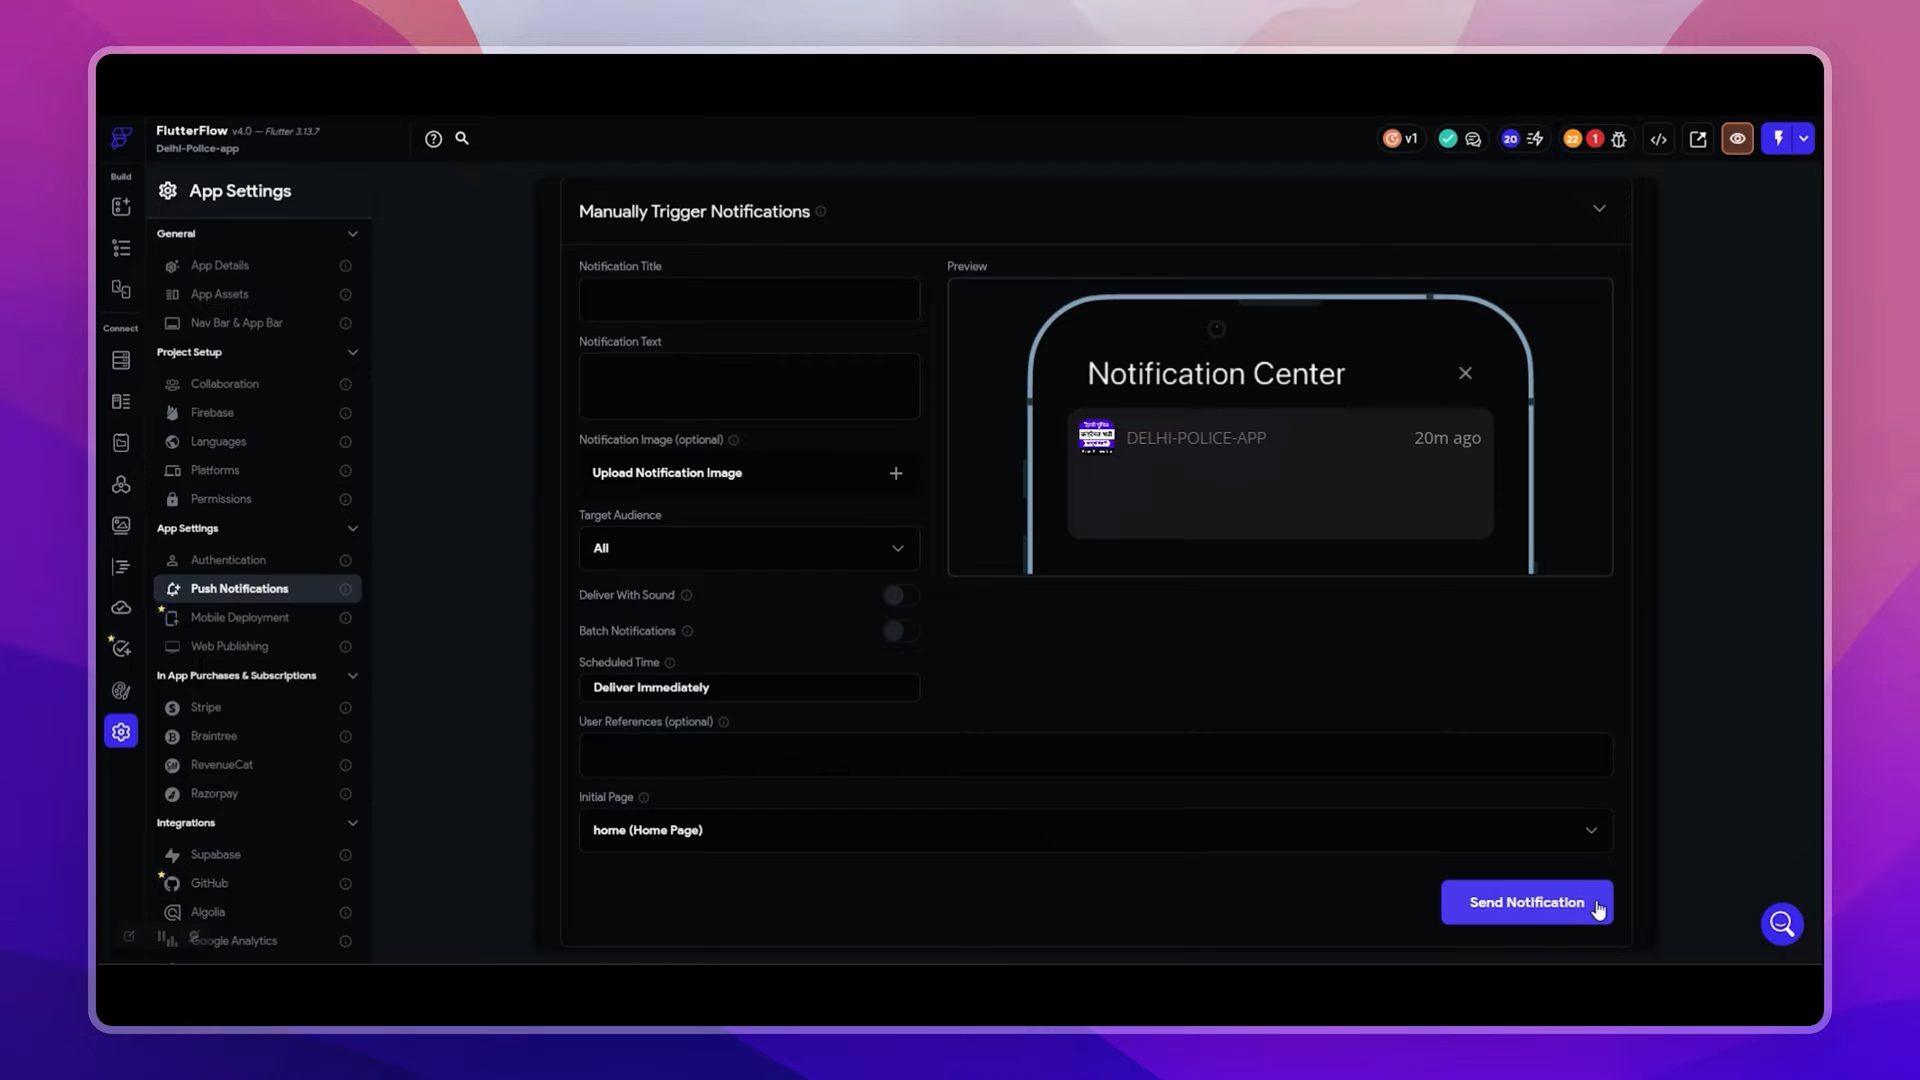 FlutterFlow v4.0 — Flutter 3.13.7
Delhi-Police-app
v1
20
22
1
Build
Connect
App Settings
General
App Details
App Assets
Nav Bar & App Bar
Project Setup
Collaboration
Firebase
Languages
Platforms
Permissions
App Settings
Authentication
Push Notifications
Mobile Deployment
Web Publishing
In App Purchases & Subscriptions
Stripe
Braintree
RevenueCat
Razorpay
Integrations
Supabase
GitHub
Algolia
Google Analytics
Manually Trigger Notifications
Notification Title
Notification Text
Notification Image (optional)
Upload Notification Image
Target Audience
All
Deliver With Sound
Batch Notifications
Scheduled Time
Deliver Immediately
User References (optional)
Initial Page
home (Home Page)
Send Notification
Preview
Notification Center
DELHI-POLICE-APP
20m ago